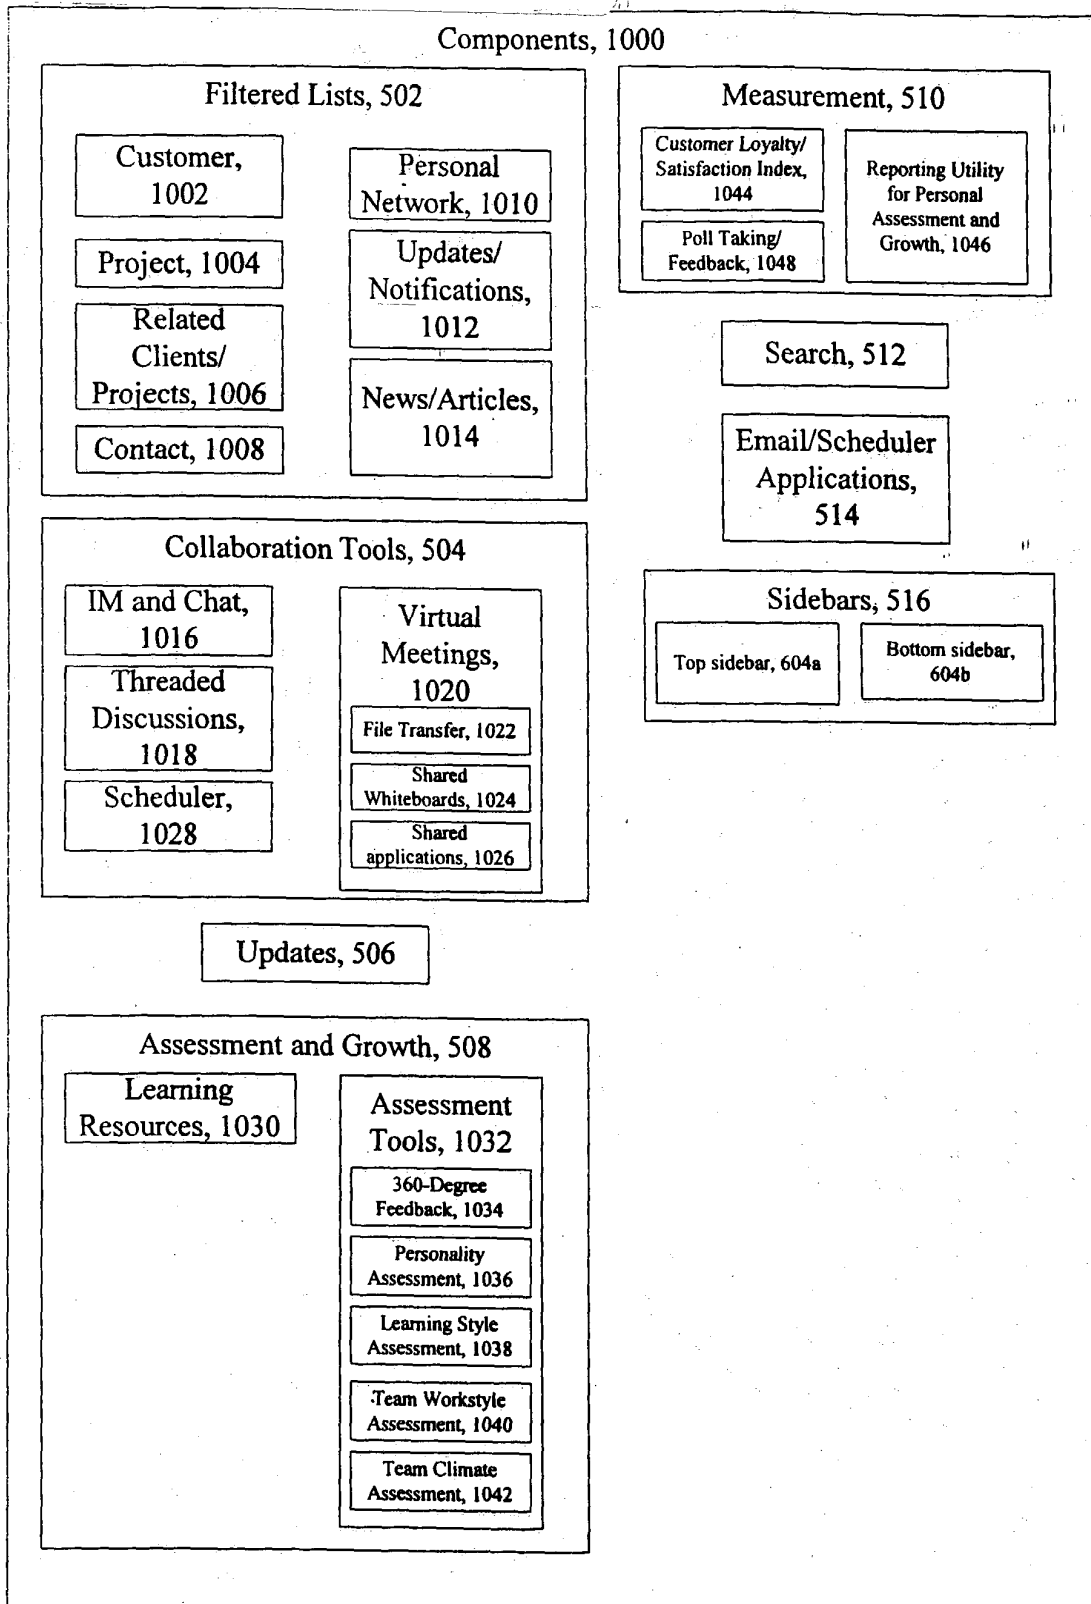 Components, 1000
Filtered Lists, 502
Customer,
1002
Project, 1004
Related
Clients/
Projects, 1006
Contact, 1008
Personal
Network, 1010
Updates/
Notifications,
1012
News/Articles,
1014
Collaboration Tools, 504
IM and Chat,
1016
Threaded
Discussions,
1018
Scheduler,
1028
Virtual
Meetings,
1020
File Transfer, 1022
Shared
Whiteboards, 1024
Shared
applications, 1026
Updates, 506
Assessment and Growth, 508
Learning
Resources, 1030
Assessment
Tools, 1032
360-Degree
Feedback, 1034
Personality
Assessment, 1036
Learning Style
Assessment, 1038
Team Workstyle
Assessment, 1040
Team Climate
Assessment, 1042
Measurement, 510
Customer Loyalty/
Satisfaction Index,
1044
Poll Taking/
Feedback, 1048
Reporting Utility
for Personal
Assessment and
Growth, 1046
Search, 512
Email/Scheduler
Applications,
514
Sidebars, 516
Top sidebar, 604a
Bottom sidebar,
604b